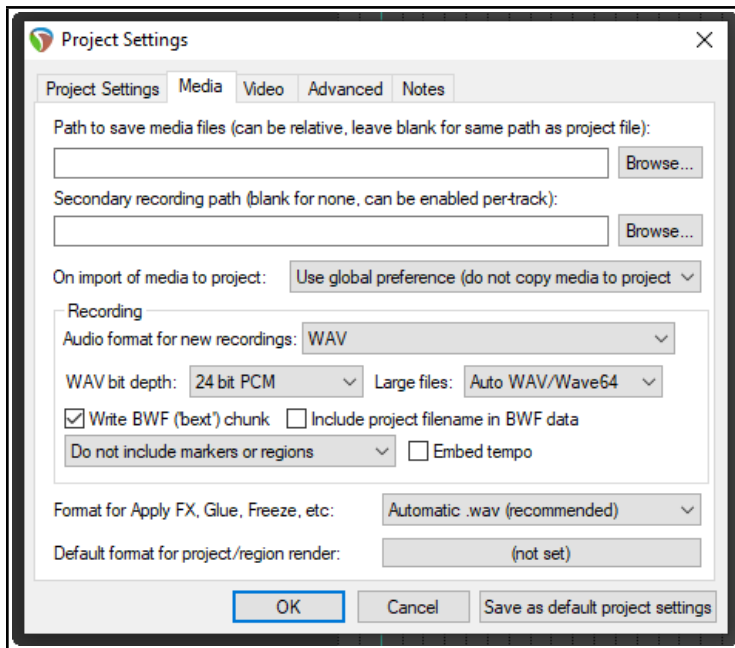 Project Settings
Project Settings Media Video Advanced Notes
Path to save media files (can be relative, leave blank for same path as project file):
Browse...
Secondary recording path (blank for none, can be enabled per-track):
Browse...
On import of media to project: Use global preference (do not copy media to project
Recording
Audio format for new recordings: WAV
WAV bit depth: 24 bit PCM Large files: Auto WAV/Wave64
Write BWF ('bext') chunk Include project filename in BWF data
Do not include markers or regions Embed tempo
Format for Apply FX, Glue, Freeze, etc: Automatic .wav (recommended)
Default format for project/region render: (not set)
OK Cancel Save as default project settings